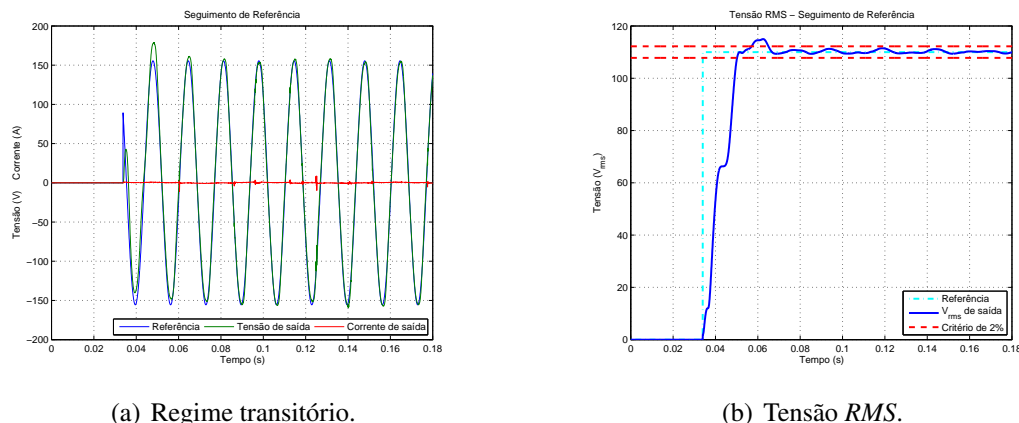 Seguimento de Referência
200
150
100
50
0
−50
−100
−150
−200
Tensão (V) Corrente (A)
0 0.02 0.04 0.06 0.08 0.1 0.12 0.14 0.16 0.18
Tempo (s)
Referência Tensão de saída Corrente de saída
(a) Regime transitório.
Tensão RMS − Seguimento de Referência
120
100
80
60
40
20
0
Tensão (Vrms)
0 0.02 0.04 0.06 0.08 0.1 0.12 0.14 0.16 0.18
Tempo (s)
Referência
Vrms de saída
Critério de 2%
(b) Tensão RMS.